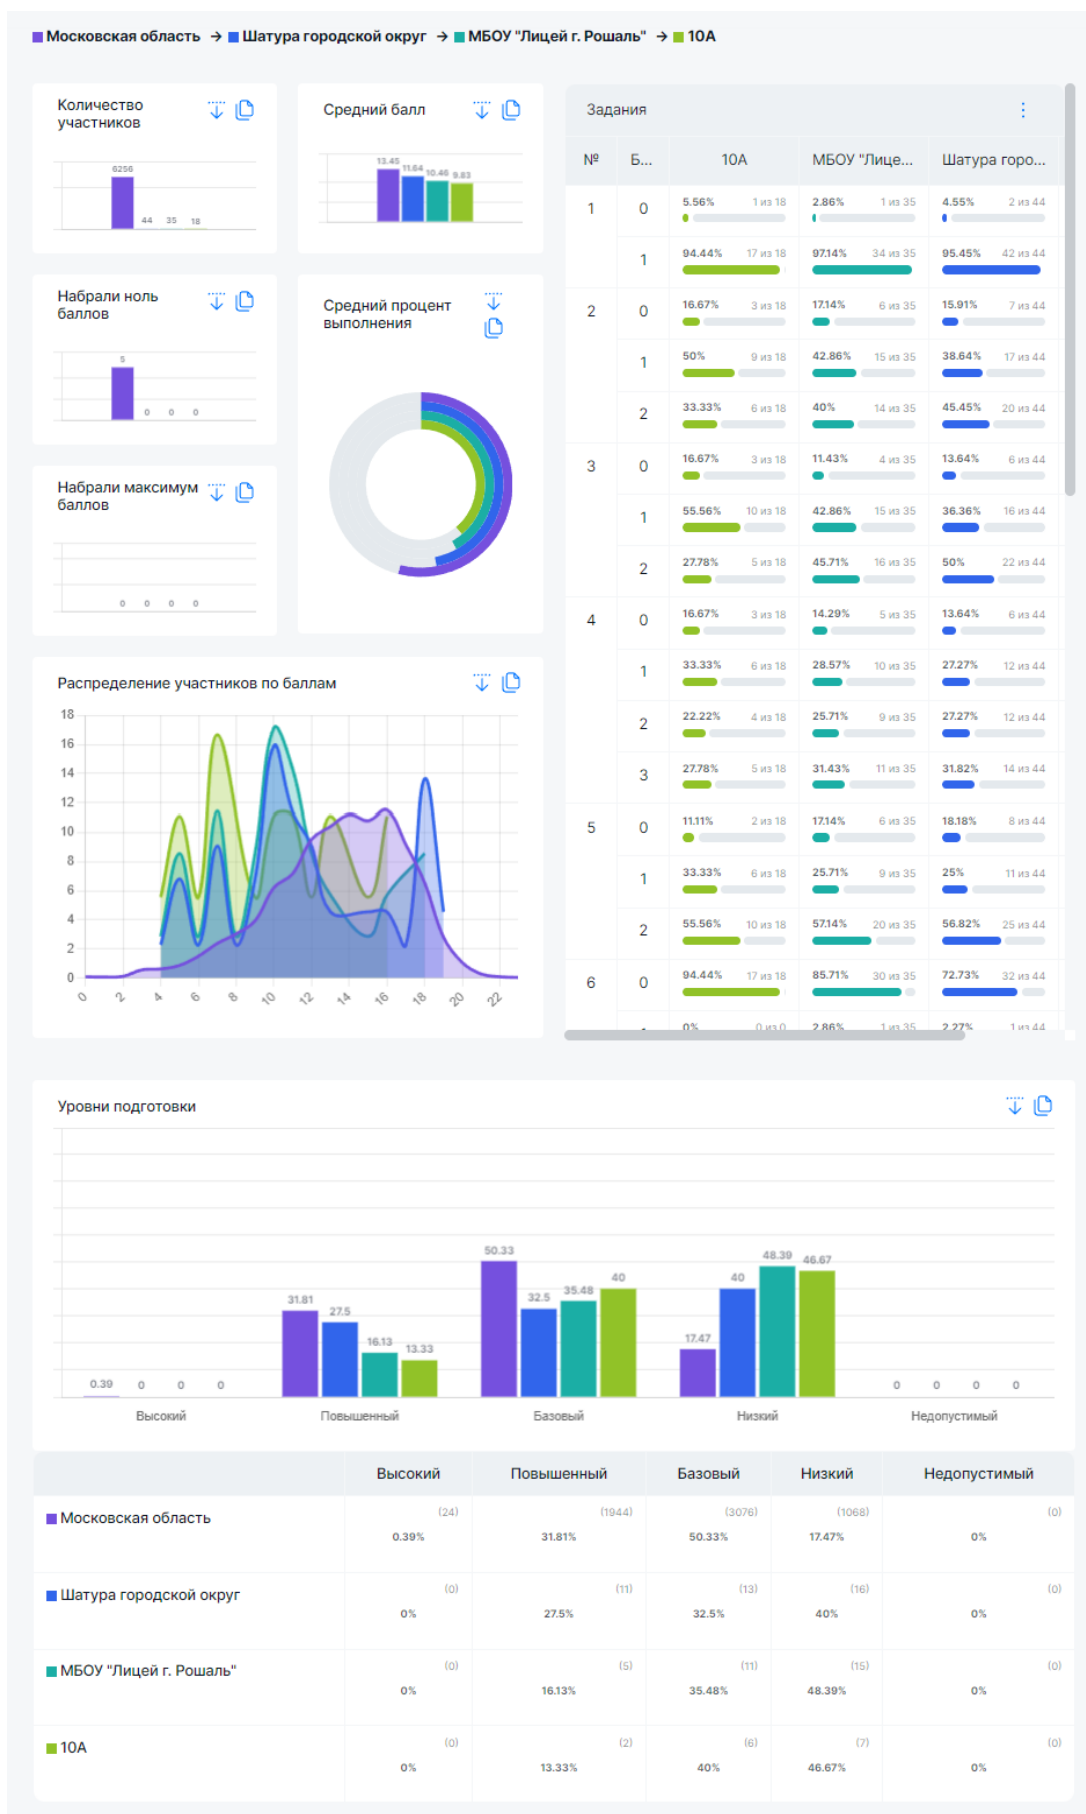 Московская область → Шатура городской округ → МБОУ "Лицей г. Рошаль" → 10А
Количество
участников
6256
44 35 18
Средний балл
13.45 11.64 10.46 9.83
Набрали ноль
баллов
5
0 0 0
Средний процент
выполнения
Набрали максимум
баллов
0 0 0 0
Распределение участников по баллам
18
16
14
12
10
8
6
4
2
0
0 2 4 6 8 10 12 14 16 18 20 22
Задания
№ Б... 10А МБОУ "Лице... Шатура горо...
1 0 5.56% 1 из 18 2.86% 1 из 35 4.55% 2 из 44
1 94.44% 17 из 18 97.14% 34 из 35 95.45% 42 из 44
2 0 16.67% 3 из 18 17.14% 6 из 35 15.91% 7 из 44
1 50% 9 из 18 42.86% 15 из 35 38.64% 17 из 44
2 33.33% 6 из 18 40% 14 из 35 45.45% 20 из 44
3 0 16.67% 3 из 18 11.43% 4 из 35 13.64% 6 из 44
1 55.56% 10 из 18 42.86% 15 из 35 36.36% 16 из 44
2 27.78% 5 из 18 45.71% 16 из 35 50% 22 из 44
4 0 16.67% 3 из 18 14.29% 5 из 35 13.64% 6 из 44
1 33.33% 6 из 18 28.57% 10 из 35 27.27% 12 из 44
2 22.22% 4 из 18 25.71% 9 из 35 27.27% 12 из 44
3 27.78% 5 из 18 31.43% 11 из 35 31.82% 14 из 44
5 0 11.11% 2 из 18 17.14% 6 из 35 18.18% 8 из 44
1 33.33% 6 из 18 25.71% 9 из 35 25% 11 из 44
2 55.56% 10 из 18 57.14% 20 из 35 56.82% 25 из 44
6 0 94.44% 17 из 18 85.71% 30 из 35 72.73% 32 из 44
1 0% 0 из 0 2.86% 1 из 35 2.27% 1 из 44
Уровни подготовки
0.39 0 0 0
31.81 27.5 16.13 13.33
50.33 32.5 35.48 40
17.47 40 48.39 46.67
0 0 0 0
Высокий Повышенный Базовый Низкий Недопустимый
Высокий Повышенный Базовый Низкий Недопустимый
(24) (1944) (3076) (1068) (0)
Московская область
0.39% 31.81% 50.33% 17.47% 0%
(0) (11) (13) (16) (0)
Шатура городской округ
0% 27.5% 32.5% 40% 0%
(0) (5) (11) (15) (0)
МБОУ "Лицей г. Рошаль"
0% 16.13% 35.48% 48.39% 0%
(0) (2) (6) (7) (0)
10А
0% 13.33% 40% 46.67% 0%